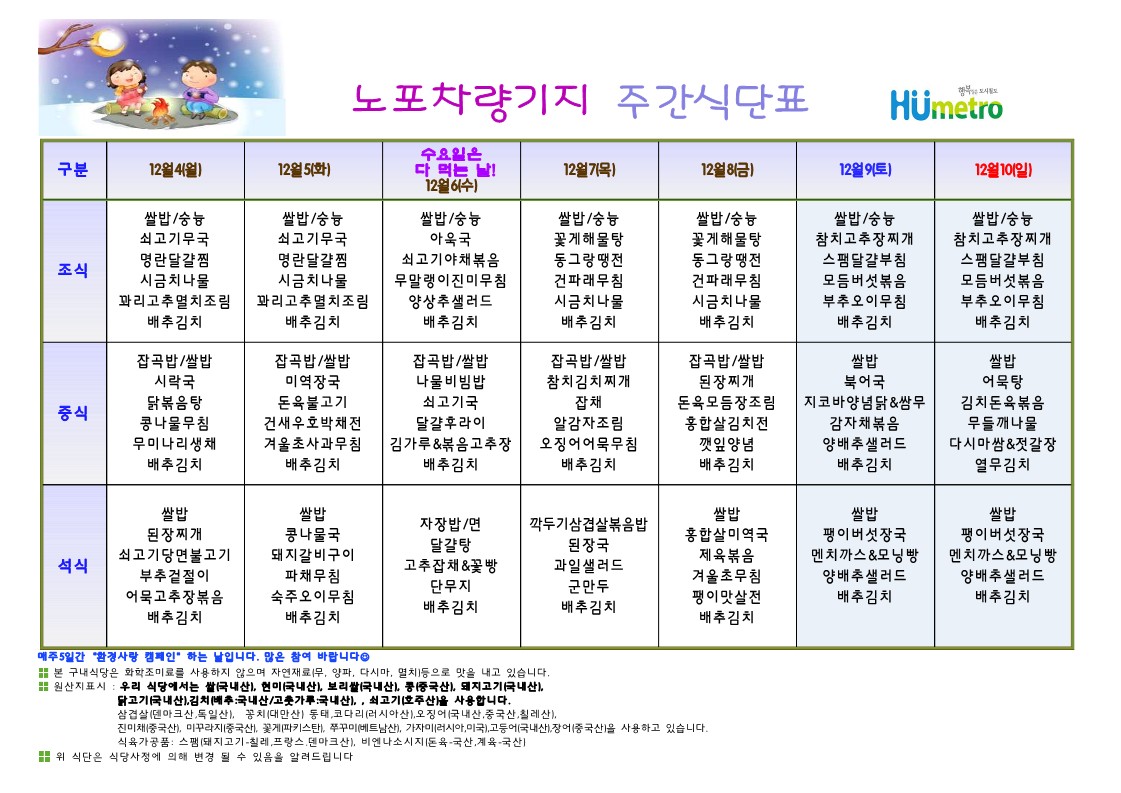 노포차량기지 주간식단표
행복을 주는 도시철도
Hümetro
구분 12월4(월) 12월5(화) 수요일은 다 먹는 날! 12월6(수) 12월7(목) 12월8(금) 12월9(토) 12월10(일)
조식
쌀밥/숭늉 쌀밥/숭늉 쌀밥/숭늉 쌀밥/숭늉 쌀밥/숭늉 쌀밥/숭늉 쌀밥/숭늉
쇠고기무국 쇠고기무국 아욱국 꽃게해물탕 꽃게해물탕 참치고추장찌개 참치고추장찌개
명란달걀찜 명란달걀찜 쇠고기야채볶음 동그랑땡전 동그랑땡전 스팸달걀부침 스팸달걀부침
시금치나물 시금치나물 무말랭이진미무침 건파래무침 건파래무침 모듬버섯볶음 모듬버섯볶음
꽈리고추멸치조림 꽈리고추멸치조림 양상추샐러드 시금치나물 시금치나물 부추오이무침 부추오이무침
배추김치 배추김치 배추김치 배추김치 배추김치 배추김치 배추김치
중식
잡곡밥/쌀밥 잡곡밥/쌀밥 잡곡밥/쌀밥 잡곡밥/쌀밥 잡곡밥/쌀밥 쌀밥 쌀밥
시락국 미역장국 나물비빔밥 참치김치찌개 된장찌개 북어국 어묵탕
닭볶음탕 돈육불고기 쇠고기국 잡채 돈육모듬장조림 지코바양념닭&쌈무 김치돈육볶음
콩나물무침 건새우호박채전 달걀후라이 알감자조림 홍합살김치전 감자채볶음 무들깨나물
무미나리생채 겨울초사과무침 김가루&볶음고추장 오징어어묵무침 깻잎양념 양배추샐러드 다시마쌈&젓갈장
배추김치 배추김치 배추김치 배추김치 배추김치 배추김치 열무김치
석식
쌀밥 쌀밥 자장밥/면 깍두기삼겹살볶음밥 쌀밥 쌀밥 쌀밥
된장찌개 콩나물국 달걀탕 된장국 홍합살미역국 팽이버섯장국 팽이버섯장국
쇠고기당면불고기 돼지갈비구이 고추잡채&꽃빵 과일샐러드 제육볶음 멘치까스&모닝빵 멘치까스&모닝빵
부추겉절이 파채무침 단무지 군만두 겨울초무침 양배추샐러드 양배추샐러드
어묵고추장볶음 숙주오이무침 배추김치 배추김치 팽이맛살전 배추김치 배추김치
배추김치 배추김치 배추김치
매주5일간 "환경사랑 캠페인" 하는 날입니다. 많은 참여 바랍니다☺
본 구내식당은 화학조미료를 사용하지 않으며 자연재료(무, 양파, 다시마, 멸치)등으로 맛을 내고 있습니다.
원산지표시 : 우리 식당에서는 쌀(국내산), 현미(국내산), 보리쌀(국내산), 콩(중국산), 돼지고기(국내산),
닭고기(국내산),김치(배추:국내산/고춧가루:국내산), , 쇠고기(호주산)을 사용합니다.
삼겹살(덴마크산,독일산), 꽁치(대만산) 동태,코다리(러시아산),오징어(국내산,중국산,칠레산),
진미채(중국산), 미꾸라지(중국산), 꽃게(파키스탄), 쭈꾸미(베트남산), 가자미(러시아,미국),고등어(국내산),장어(중국산)을 사용하고 있습니다.
식육가공품: 스팸(돼지고기-칠레,프랑스.덴마크산), 비엔나소시지(돈육-국산,계육-국산)
위 식단은 식당사정에 의해 변경 될 수 있음을 알려드립니다